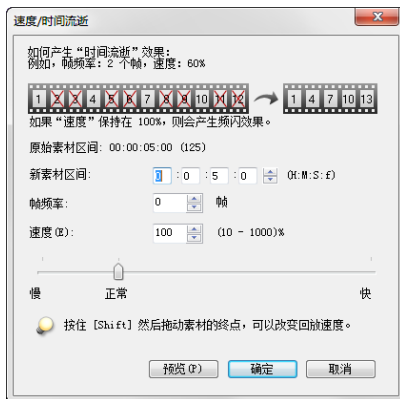 速度/时间流逝
如何产生“时间流逝”效果:
例如，帧频率: 2 个帧，速度: 60%
1 2 3 4 5 6 7 8 9 10 11 12 1 4 7 10 13
如果“速度”保持在 100%，则会产生频闪效果。
原始素材区间: 00:00:05:00 (125)
新素材区间: 0 : 0 : 5 : 0 (H:M:S:f)
帧频率: 0 帧
速度(E): 100 (10 - 1000)%
慢 正常 快
按住 [Shift] 然后拖动素材的终点，可以改变回放速度。
预览(P) 确定 取消